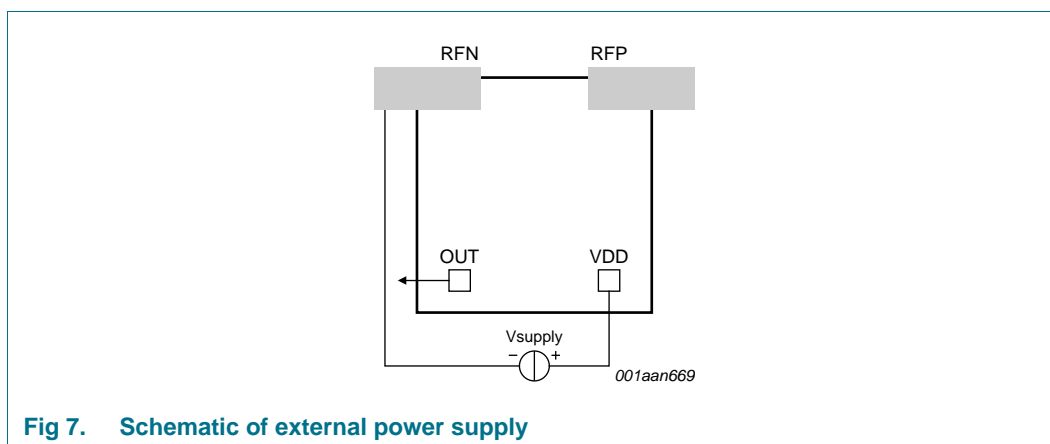 RFN RFP
OUT VDD
Vsupply
− +
001aan669
Fig 7. Schematic of external power supply